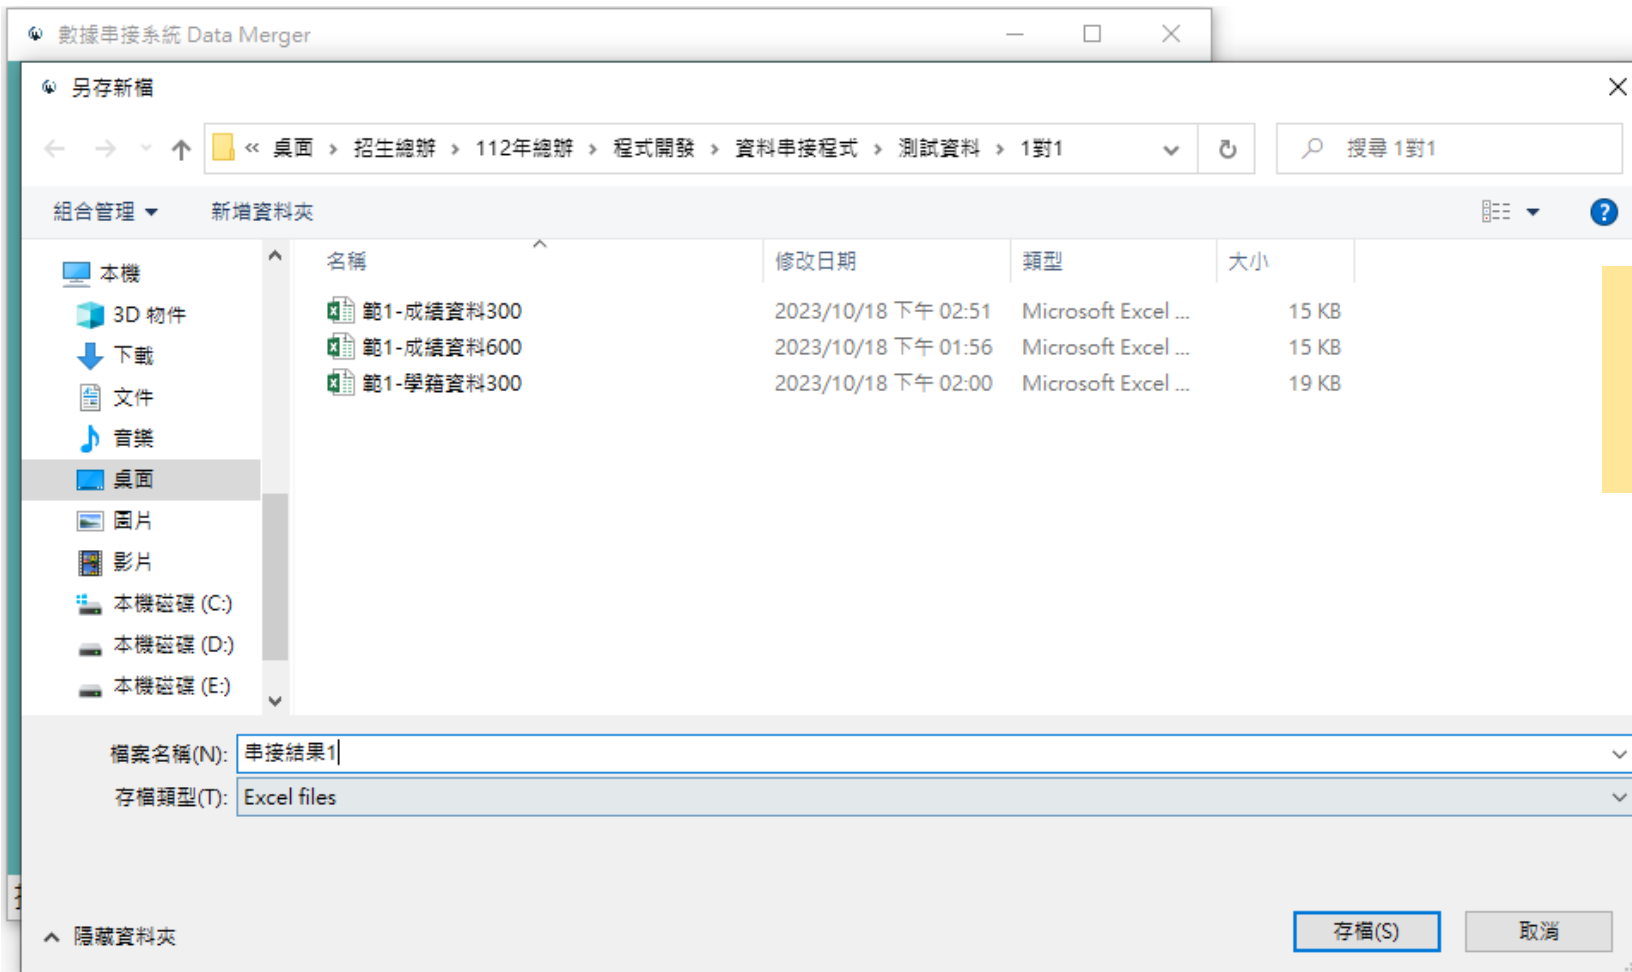 數據串接系統 Data Merger
另存新檔
« 桌面 › 招生總辦 › 112年總辦 › 程式開發 › 資料串接程式 › 測試資料 › 1對1
搜尋 1對1
組合管理
新增資料夾
名稱 修改日期 類型 大小
範1-成績資料300 2023/10/18 下午 02:51 Microsoft Excel ... 15 KB
範1-成績資料600 2023/10/18 下午 01:56 Microsoft Excel ... 15 KB
範1-學籍資料300 2023/10/18 下午 02:00 Microsoft Excel ... 19 KB
本機
3D 物件
下載
文件
音樂
桌面
圖片
影片
本機磁碟 (C:)
本機磁碟 (D:)
本機磁碟 (E:)
檔案名稱(N): 串接結果1
存檔類型(T): Excel files
隱藏資料夾
存檔(S)
取消